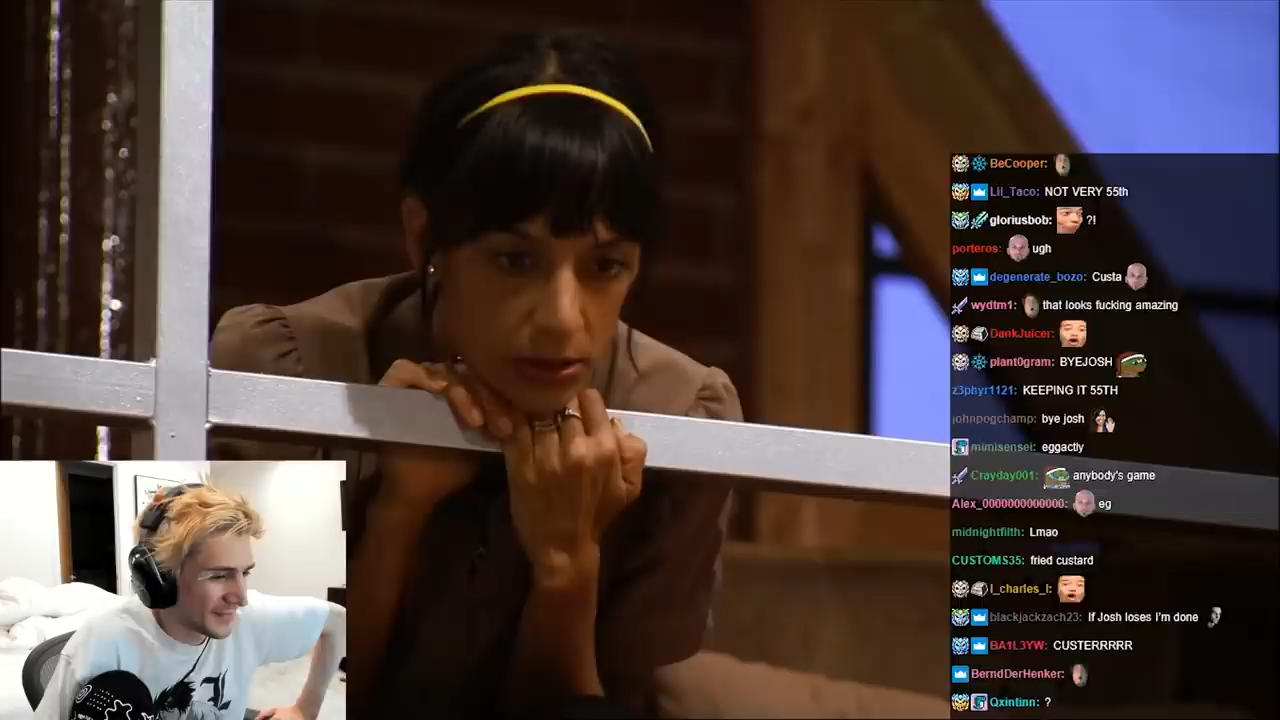 BeCooper:
Lil_Taco: NOT VERY 55th
gloriusbob: ?!
porteros: ugh
degenerate_bozo: Custa
wydtm1: that looks fucking amazing
DankJuicer:
plant0gram: BYEJOSH
z3phyr1121: KEEPING IT 55TH
johnpogchamp: bye josh
mimisensei: eggactly
Crayday001: anybody's game
Alex_0000000000000: eg
midnightfilth: Lmao
CUSTOMS35: fried custard
I_charles_I:
blackjackzach23: If Josh loses I'm done
BA1L3YW: CUSTERRRRR
BerndDerHenker:
Qxintinn: ?
L